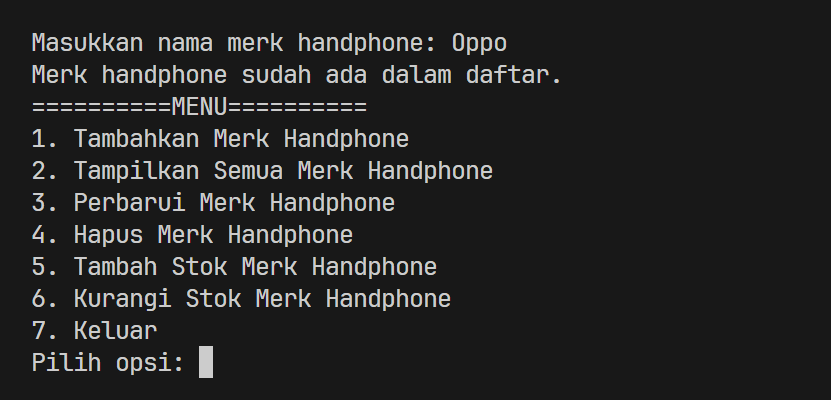 Masukkan nama merk handphone: Oppo
Merk handphone sudah ada dalam daftar.
==========MENU==========
1. Tambahkan Merk Handphone
2. Tampilkan Semua Merk Handphone
3. Perbarui Merk Handphone
4. Hapus Merk Handphone
5. Tambah Stok Merk Handphone
6. Kurangi Stok Merk Handphone
7. Keluar
Pilih opsi: